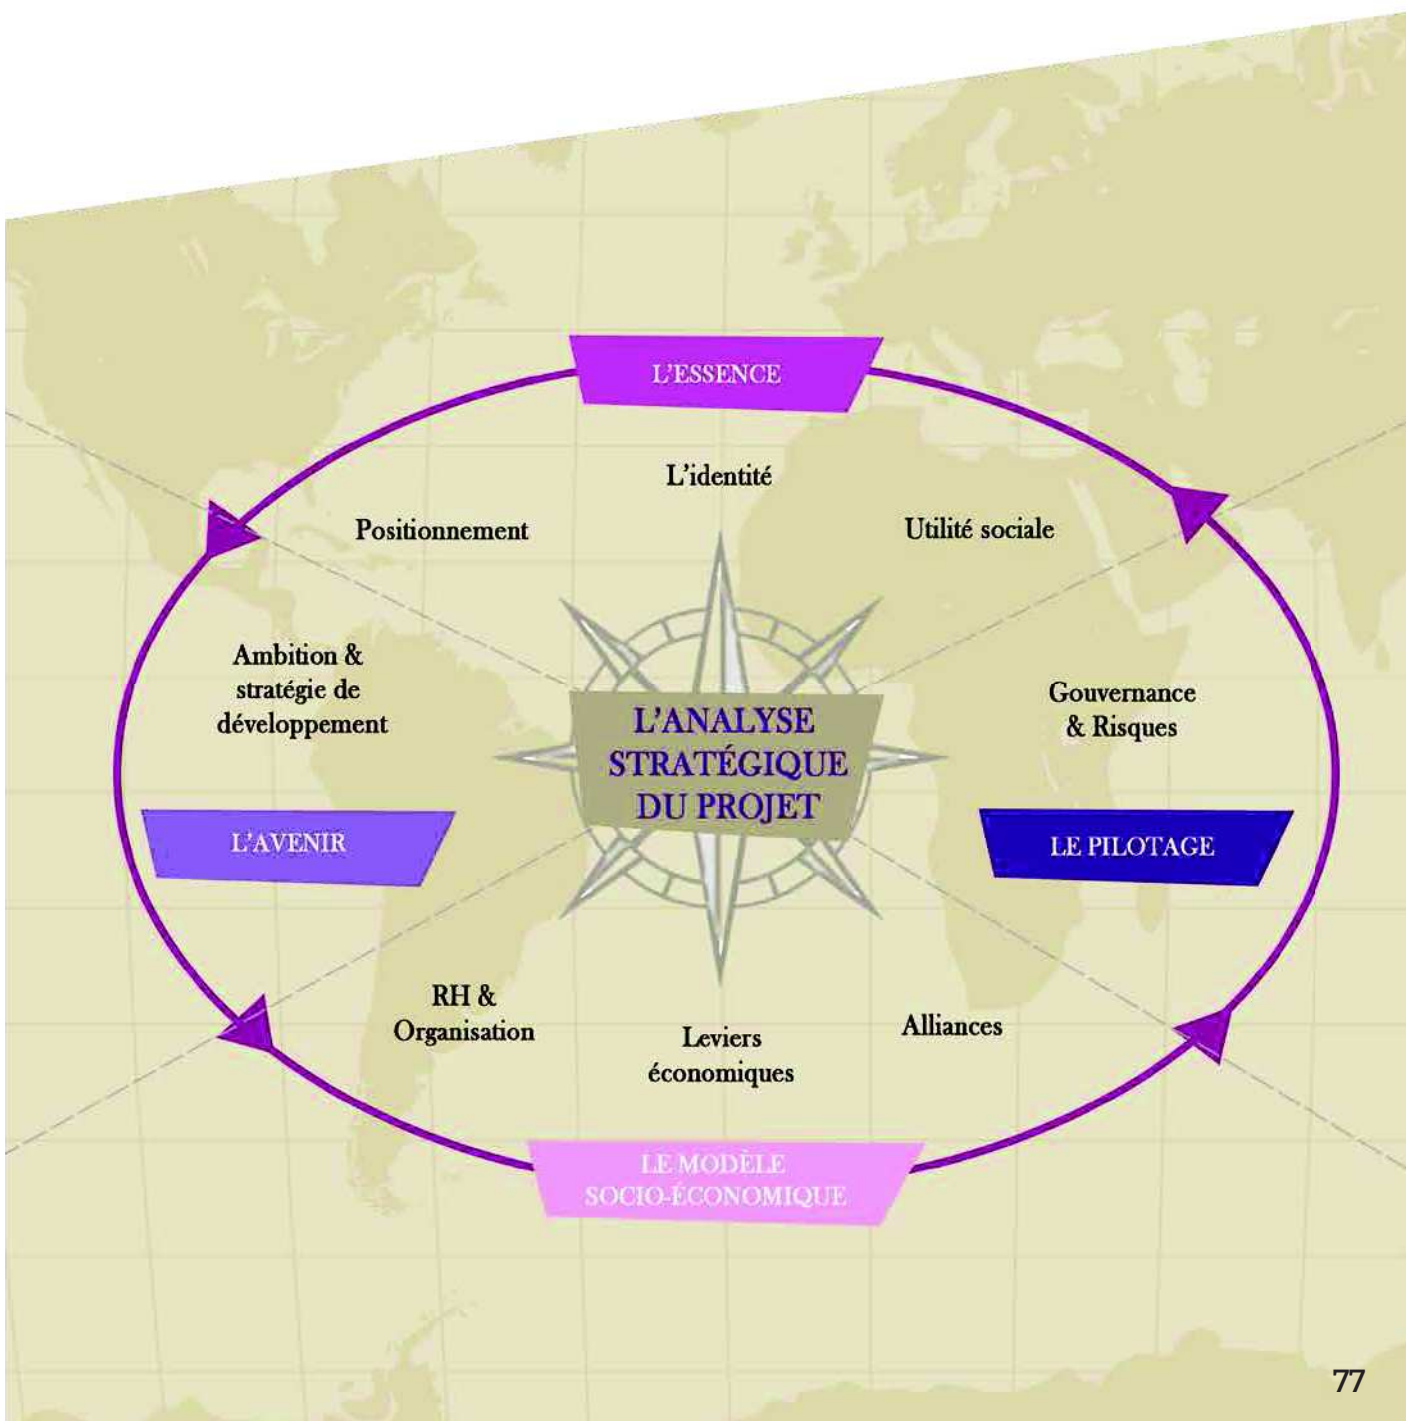 L'ESSENCE
L'identité
Positionnement
Utilité sociale
Ambition &
stratégie de
développement
Gouvernance
& Risques
L'ANALYSE
STRATÉGIQUE
DU PROJET
L'AVENIR
LE PILOTAGE
RH &
Organisation
Leviers
économiques
Alliances
LE MODÈLE
SOCIO-ÉCONOMIQUE
77